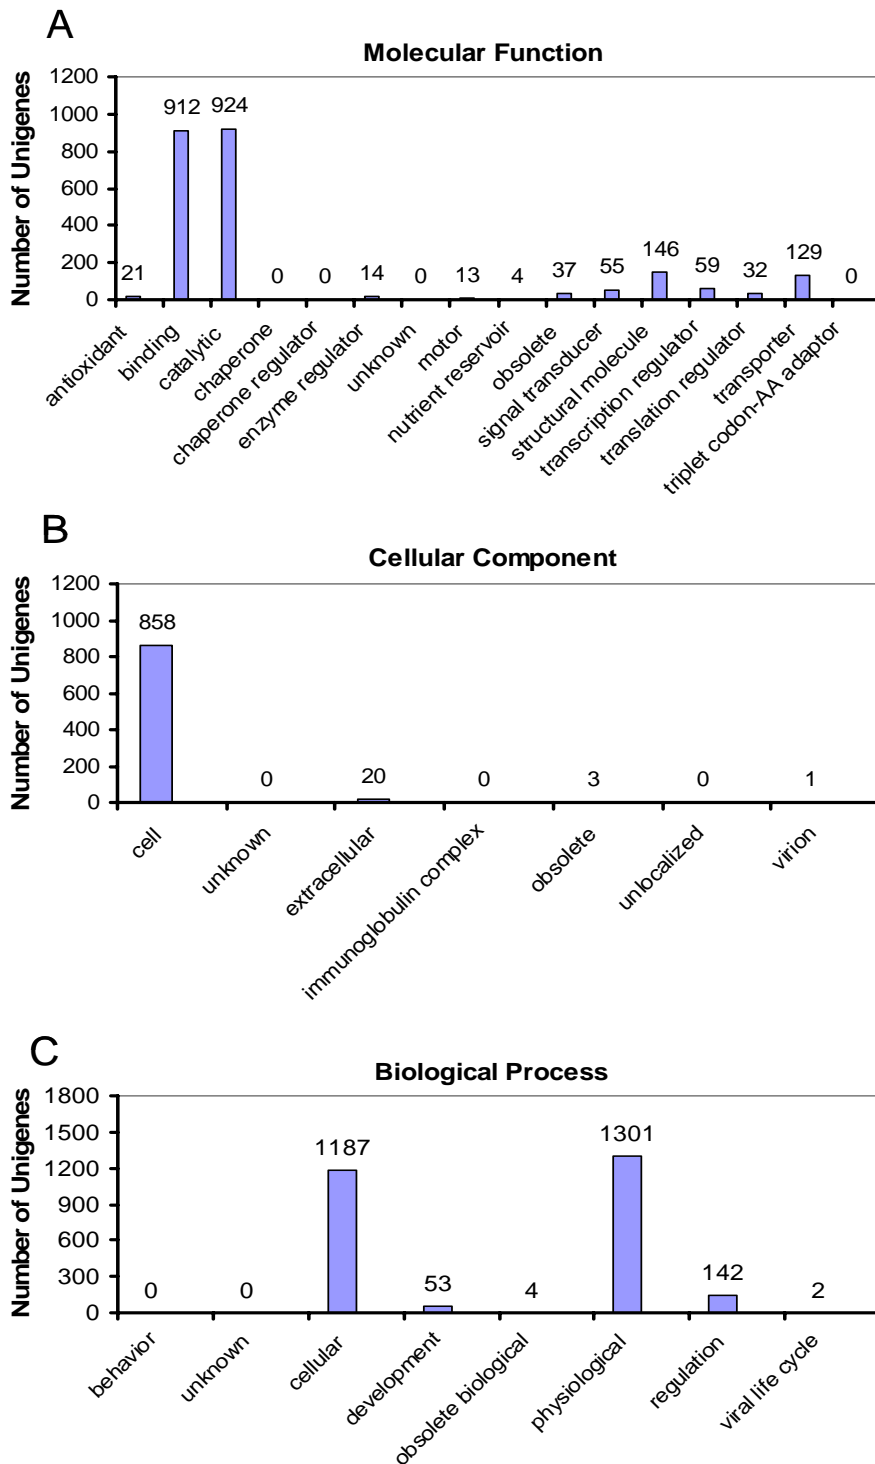 A
Molecular Function
Number of Unigenes
1200
1000
800
600
400
200
0
21
912
924
0
0
14
0
13
4
37
55
146
59
32
129
0
antioxidant
binding
catalytic
chaperone
chaperone regulator
enzyme regulator
unknown
motor
nutrient reservoir
obsolete
signal transducer
structural molecule
transcription regulator
translation regulator
transporter
triplet codon-AA adaptor
B
Cellular Component
Number of Unigenes
1200
1000
800
600
400
200
0
858
0
20
0
3
0
1
cell
unknown
extracellular
immunoglobulin complex
obsolete
unlocalized
virion
C
Biological Process
Number of Unigenes
1800
1500
1200
900
600
300
0
0
0
1187
53
4
1301
142
2
behavior
unknown
cellular
development
obsolete biological
physiological
regulation
viral life cycle